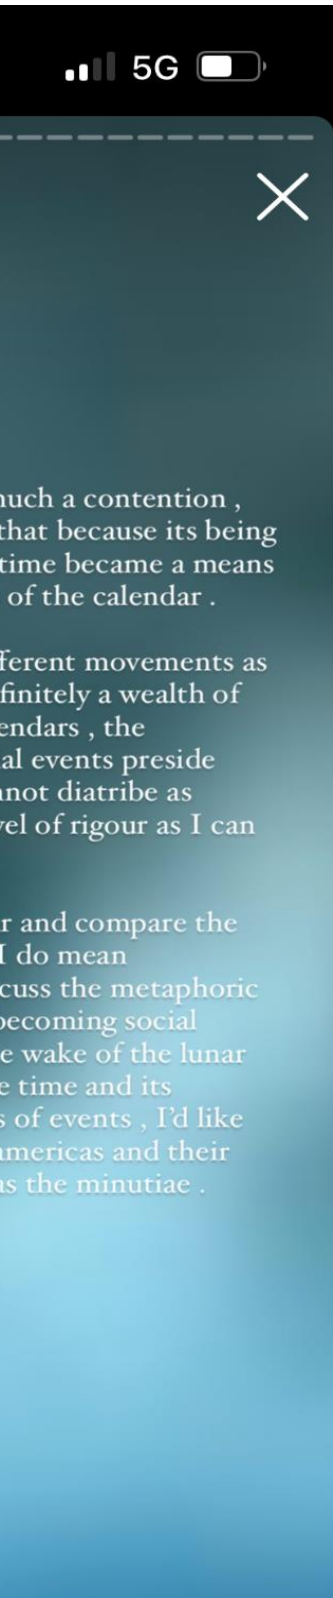 5G
much a contention ,
that because its being
time became a means
of the calendar .
fferent movements as
finitely a wealth of
endars , the
al events preside
nnot diatribe as
vel of rigour as I can
r and compare the
I do mean
cuss the metaphoric
becoming social
e wake of the lunar
e time and its
s of events , I’d like
americas and their
as the minutiae .